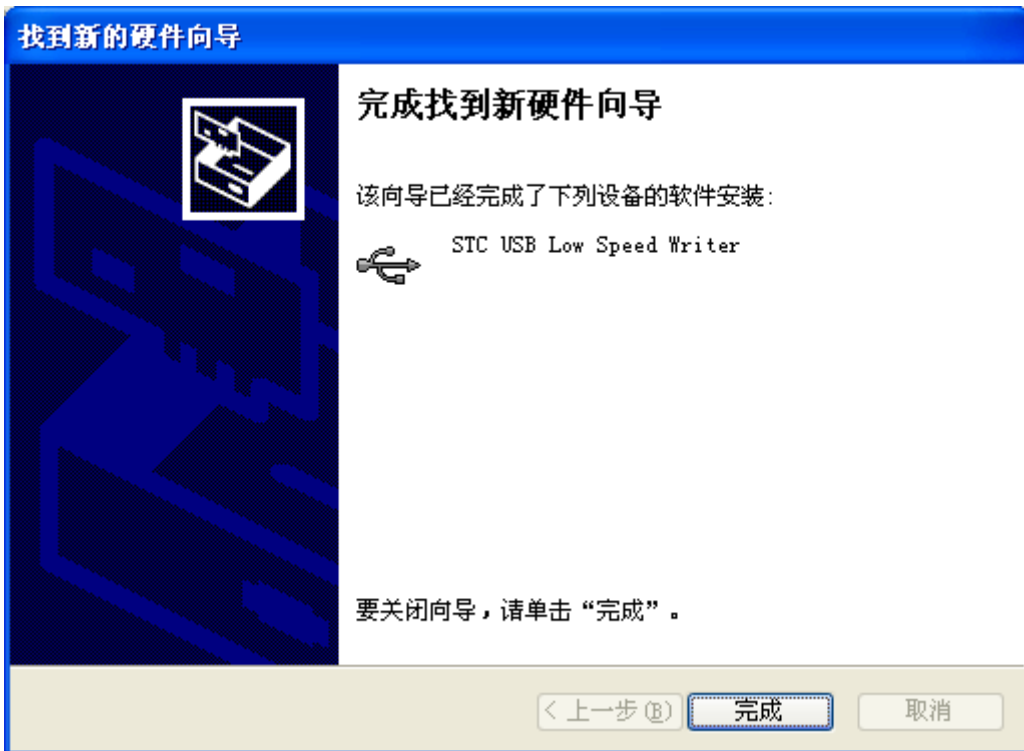 找到新的硬件向导
完成找到新硬件向导
该向导已经完成了下列设备的软件安装:
STC USB Low Speed Writer
要关闭向导，请单击“完成”。
< 上一步(B)
完成
取消